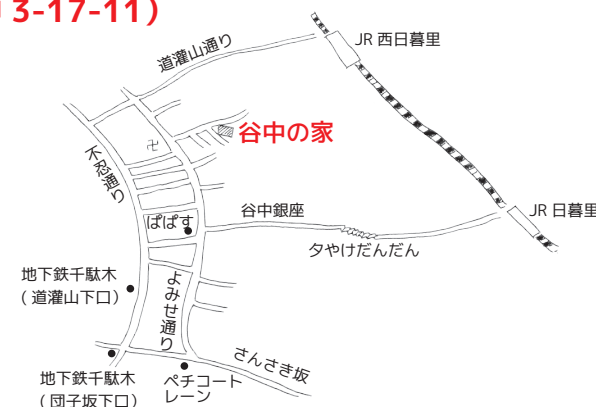 3-17-11）
JR 西日暮里
道灌山通り
卍
谷中の家
不忍通り
ぱぱす
谷中銀座
JR 日暮里
夕やけだんだん
地下鉄千駄木
( 道灌山下口）
よみせ通り
さんさき坂
地下鉄千駄木
( 団子坂下口）
ペチコート
レーン